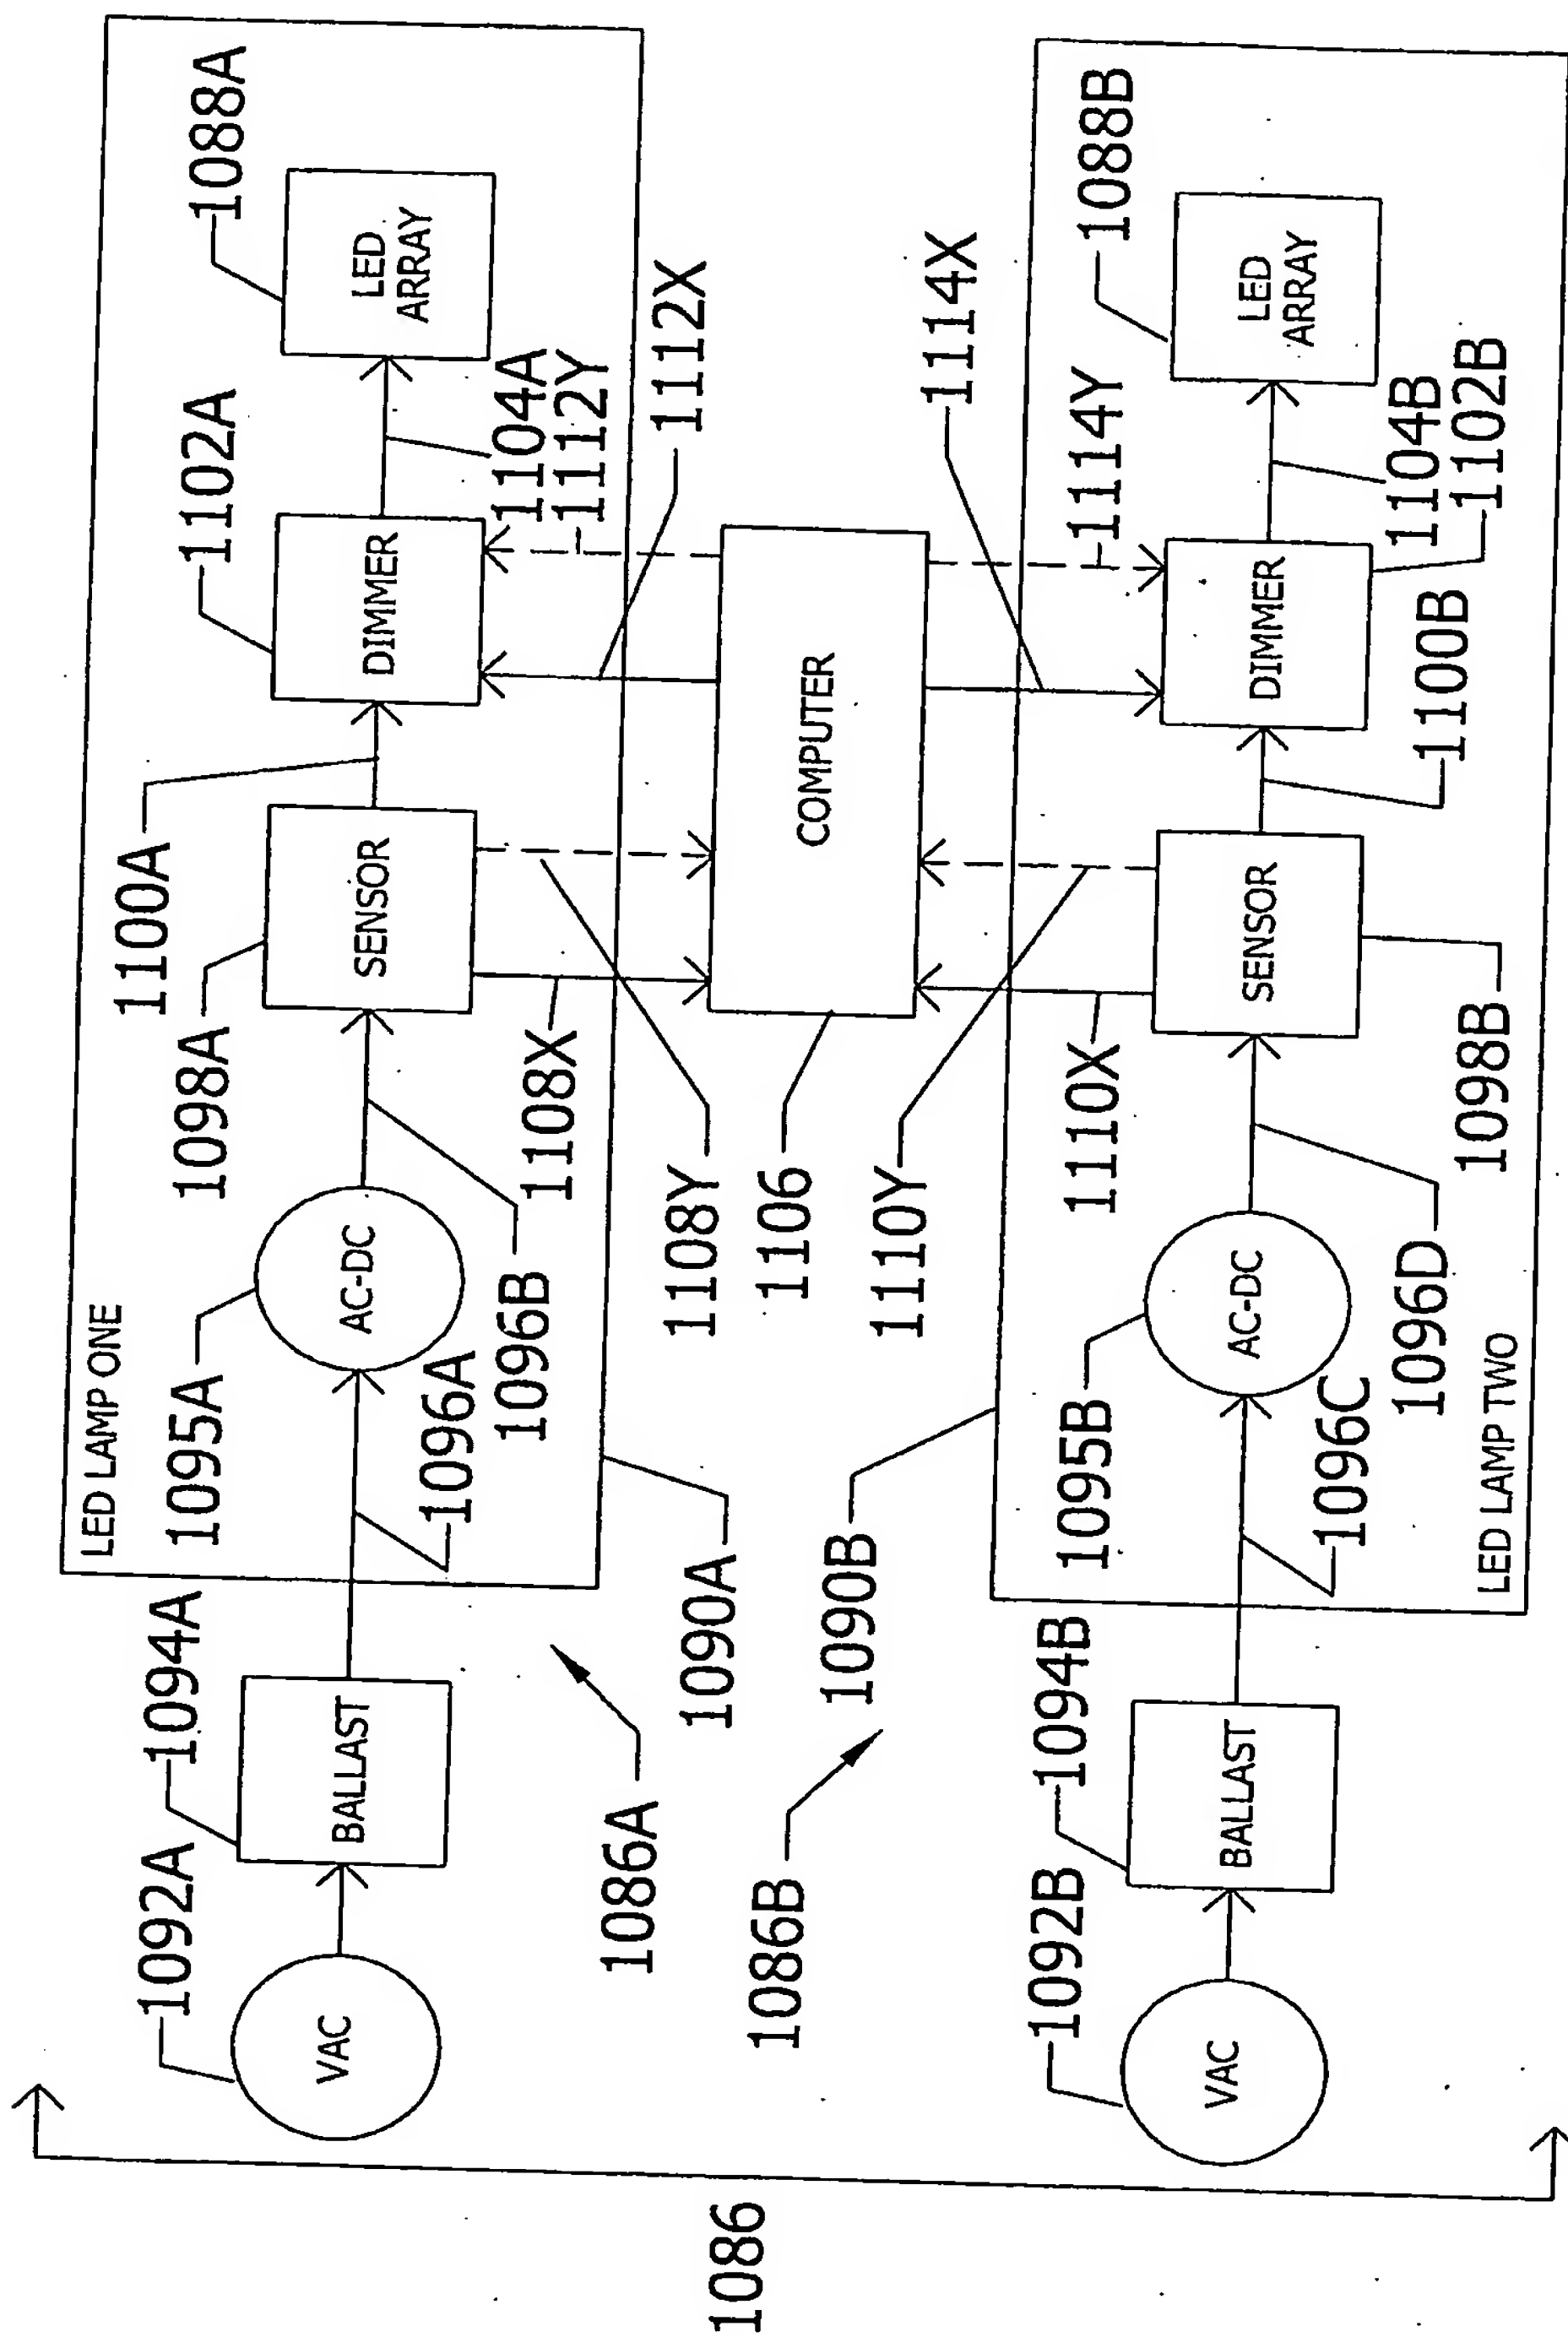 1086
1092A
1094A
1095A
1098A
1100A
1102A
1088A
LED LAMP ONE
VAC
BALLAST
AC-DC
SENSOR
DIMMER
LED
ARRAY
1096A
1096B
1108X
1104A
1112Y
1112X
1086A
1090A
1108Y
1106
COMPUTER
1086B
1090B
1110Y
1114X
1092B
1094B
1095B
1110X
1114Y
1088B
VAC
BALLAST
AC-DC
SENSOR
DIMMER
LED
ARRAY
1096C
1096D
1098B
1100B
1104B
1102B
LED LAMP TWO